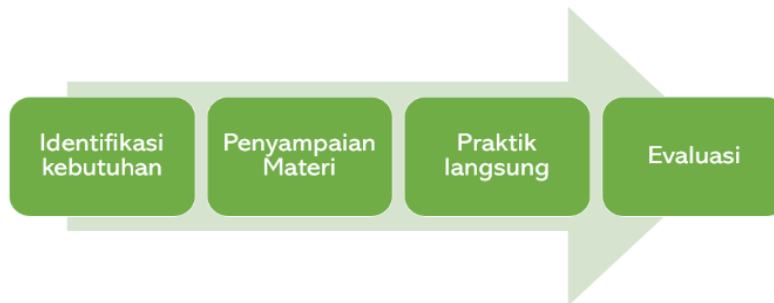 Identifikasi
kebutuhan
Penyampaian
Materi
Praktik
langsung
Evaluasi